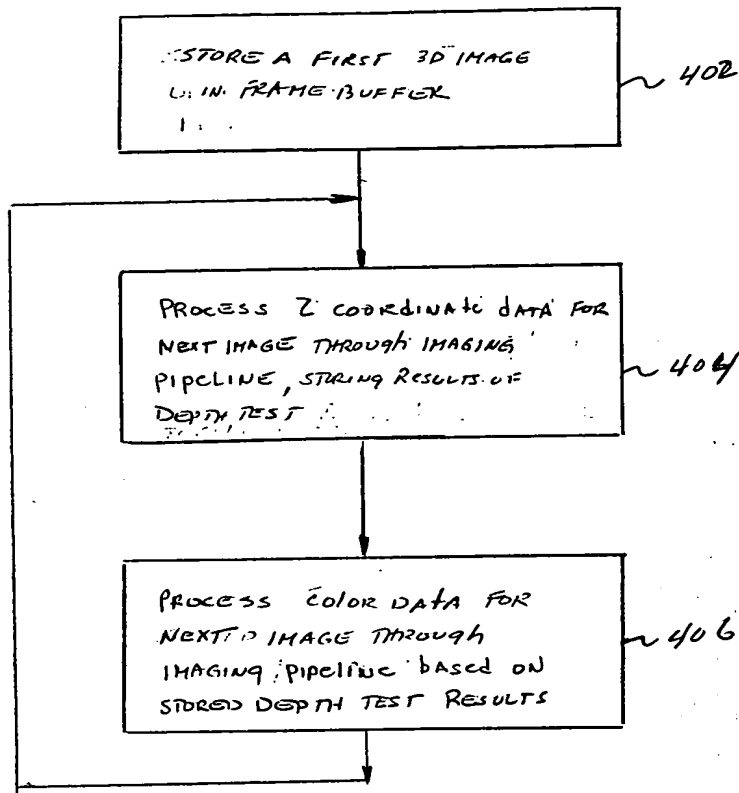 STORE A FIRST 3D IMAGE
IN FRAME BUFFER
402
PROCESS Z COORDINATE DATA FOR
NEXT IMAGE THROUGH IMAGING
PIPELINE, STORING RESULTS OF
DEPTH TEST
404
PROCESS COLOR DATA FOR
NEXT IMAGE THROUGH
IMAGING PIPELINE based ON
STORED DEPTH TEST RESULTS
406